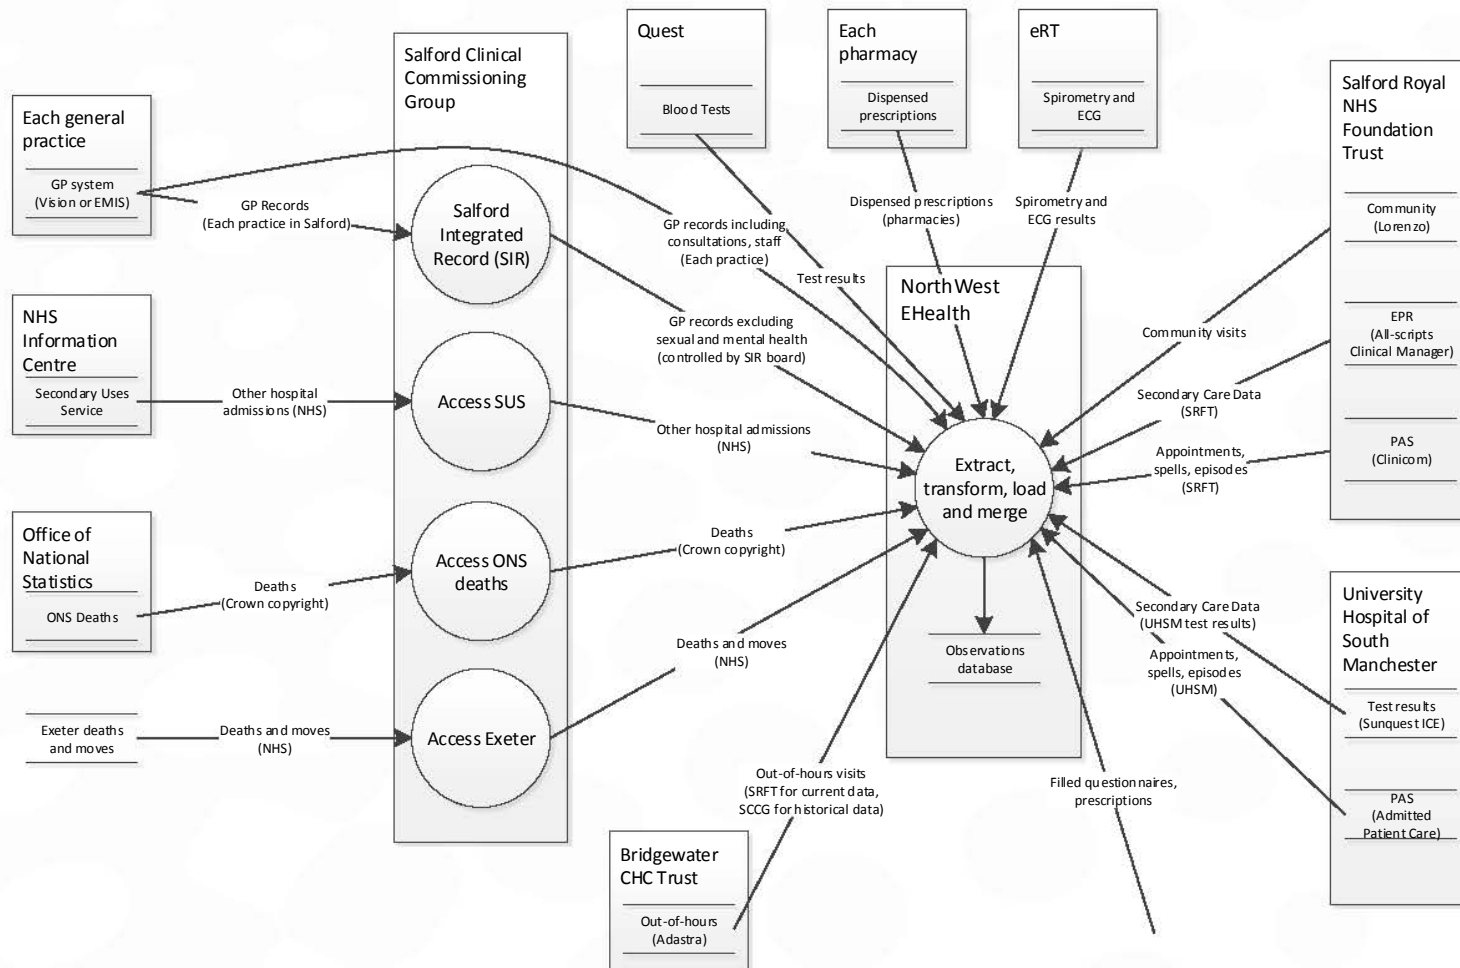 Each general
practice
GP system
(Vision or EMIS)
GP Records
(Each practice in Salford)
NHS
Information
Centre
Secondary Uses
Service
Other hospital
admissions (NHS)
Office of
National
Statistics
ONS Deaths
Deaths
(Crown copyright)
Exeter deaths
and moves
Deaths and moves
(NHS)
Salford Clinical
Commissioning
Group
Salford
Integrated
Record (SIR)
Access SUS
Access ONS
deaths
Access Exeter
Quest
Blood Tests
Each
pharmacy
Dispensed
prescriptions
eRT
Spirometry and
ECG
GP records including
consultations, staff
(Each practice)
Test results
Dispensed prescriptions
(pharmacies)
Spirometry and
ECG results
GP records excluding
sexual and mental health
(controlled by SIR board)
Other hospital admissions
(NHS)
Deaths
(Crown copyright)
Deaths and moves
(NHS)
Out-of-hours visits
(SRFT for current data,
SCCG for historical data)
Bridgewater
CHC Trust
Out-of-hours
(Adastra)
North West
EHealth
Extract,
transform, load
and merge
Observations
database
Filled questionnaires,
prescriptions
Community visits
Secondary Care Data
(SRFT)
Appointments,
spells, episodes
(SRFT)
Secondary Care Data
(UHSM test results)
Appointments,
spells, episodes
(UHSM)
Salford Royal
NHS
Foundation
Trust
Community
(Lorenzo)
EPR
(All-scripts
Clinical Manager)
PAS
(Clinicom)
University
Hospital of
South
Manchester
Test results
(Sunquest ICE)
PAS
(Admitted
Patient Care)